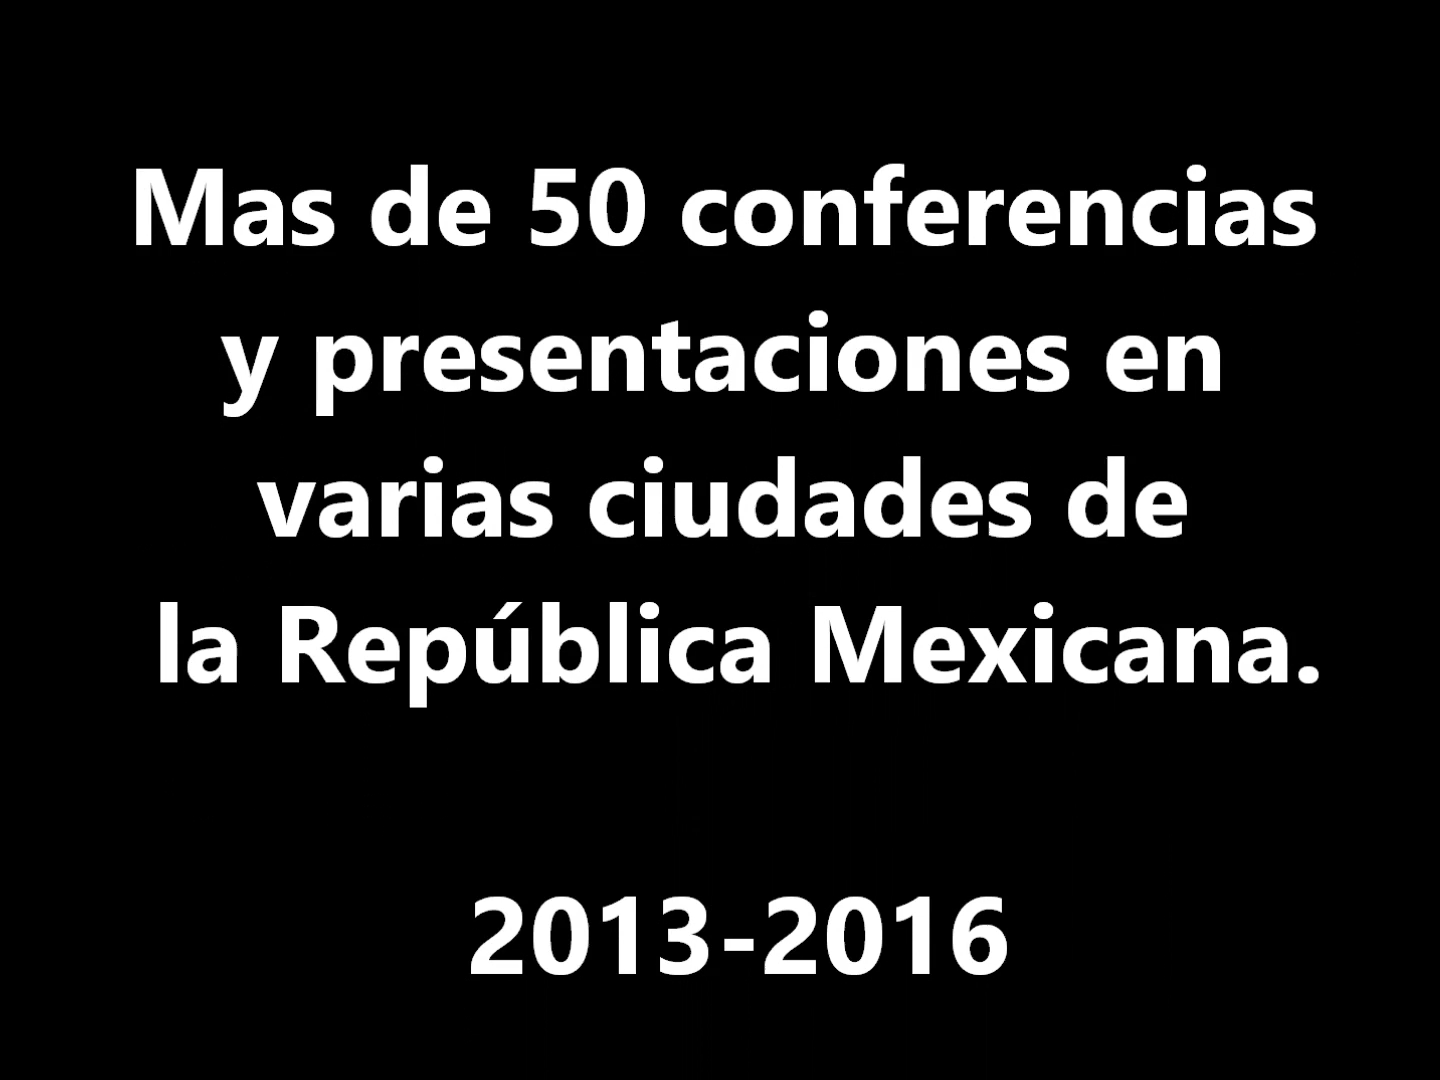 Mas de 50 conferencias
y presentaciones en
varias ciudades de
la República Mexicana.
2013-2016